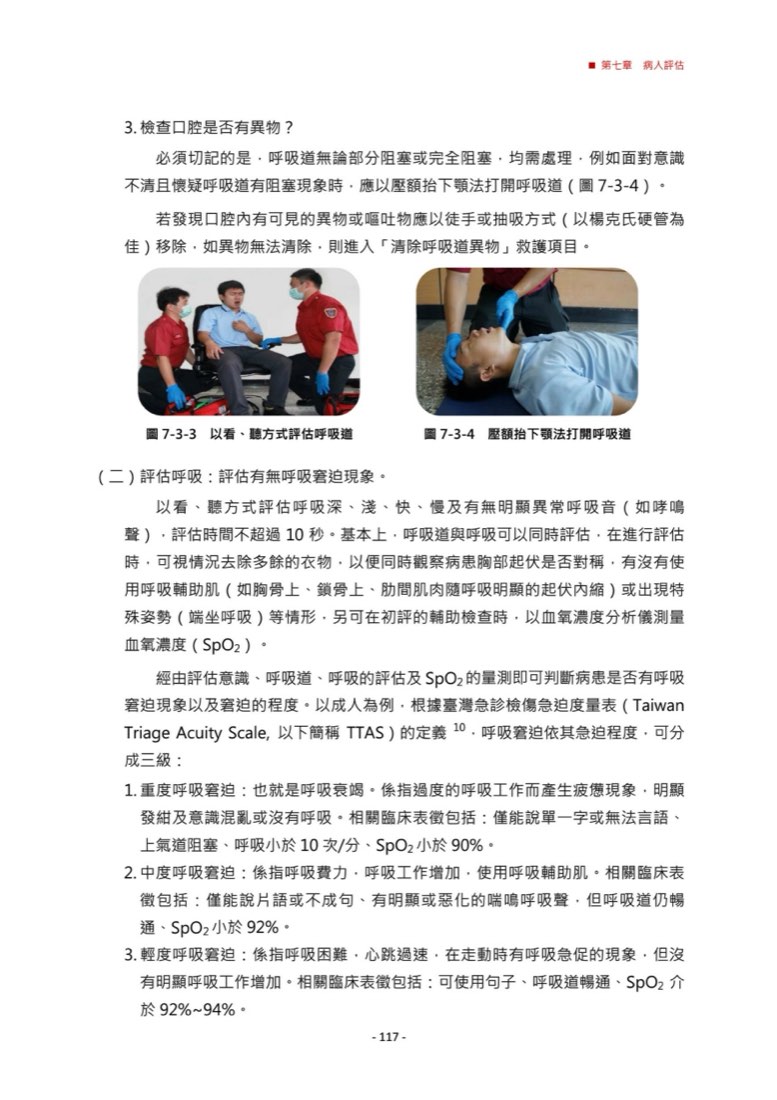 ■ 第七章　病人評估
3. 檢查口腔是否有異物？
必須切記的是，呼吸道無論部分阻塞或完全阻塞，均需處理，例如面對意識
不清且懷疑呼吸道有阻塞現象時，應以壓額抬下顎法打開呼吸道（圖 7-3-4）。
若發現口腔內有可見的異物或嘔吐物應以徒手或抽吸方式（以楊克氏硬管為
佳）移除，如異物無法清除，則進入「清除呼吸道異物」救護項目。
圖 7-3-3　以看、聽方式評估呼吸道
圖 7-3-4　壓額抬下顎法打開呼吸道
（二）評估呼吸：評估有無呼吸窘迫現象。
以看、聽方式評估呼吸深、淺、快、慢及有無明顯異常呼吸音（如哮鳴
聲），評估時間不超過 10 秒。基本上，呼吸道與呼吸可以同時評估，在進行評估
時，可視情況去除多餘的衣物，以便同時觀察病患胸部起伏是否對稱，有沒有使
用呼吸輔助肌（如胸骨上、鎖骨上、肋間肌肉隨呼吸明顯的起伏內縮）或出現特
殊姿勢（端坐呼吸）等情形，另可在初評的輔助檢查時，以血氧濃度分析儀測量
血氧濃度（SpO₂）。
經由評估意識、呼吸道、呼吸的評估及 SpO₂ 的量測即可判斷病患是否有呼吸
窘迫現象以及窘迫的程度。以成人為例，根據臺灣急診檢傷急迫度量表（Taiwan
Triage Acuity Scale, 以下簡稱 TTAS）的定義 ¹⁰，呼吸窘迫依其急迫程度，可分
成三級：
1. 重度呼吸窘迫：也就是呼吸衰竭。係指過度的呼吸工作而產生疲憊現象，明顯
發紺及意識混亂或沒有呼吸。相關臨床表徵包括：僅能說單一字或無法言語、
上氣道阻塞、呼吸小於 10 次/分、SpO₂ 小於 90%。
2. 中度呼吸窘迫：係指呼吸費力，呼吸工作增加，使用呼吸輔助肌。相關臨床表
徵包括：僅能說片語或不成句、有明顯或惡化的喘鳴呼吸聲，但呼吸道仍暢
通、SpO₂ 小於 92%。
3. 輕度呼吸窘迫：係指呼吸困難，心跳過速，在走動時有呼吸急促的現象，但沒
有明顯呼吸工作增加。相關臨床表徵包括：可使用句子、呼吸道暢通、SpO₂ 介
於 92%~94%。
- 117 -